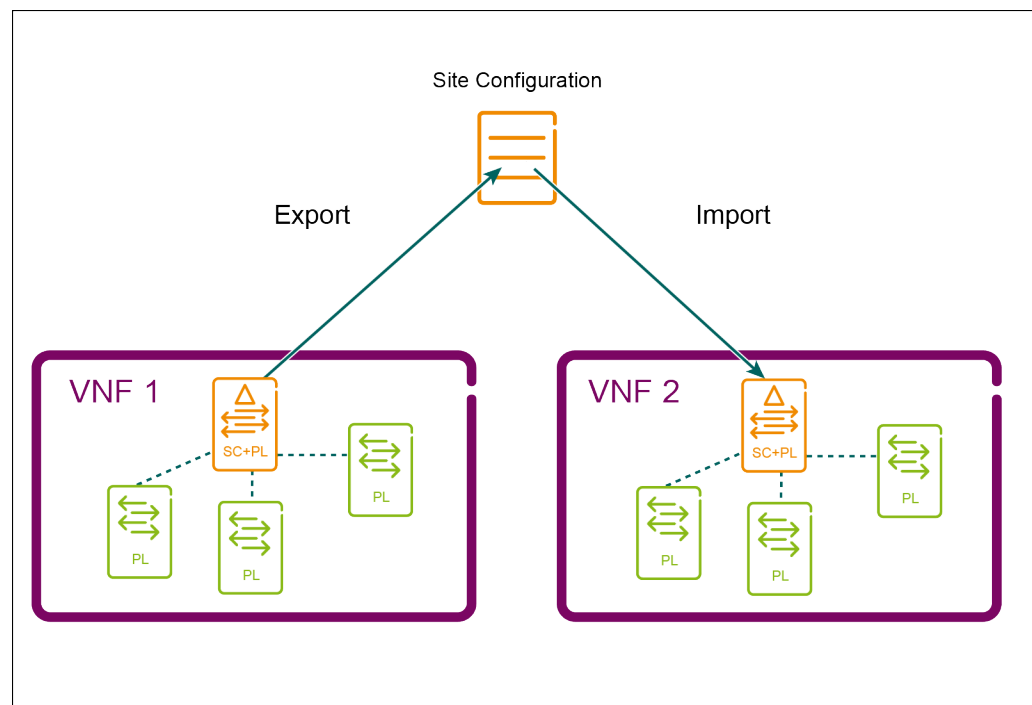 Site Configuration
Export
Import
VNF 1
SC+PL
PL
PL
PL
VNF 2
SC+PL
PL
PL
PL